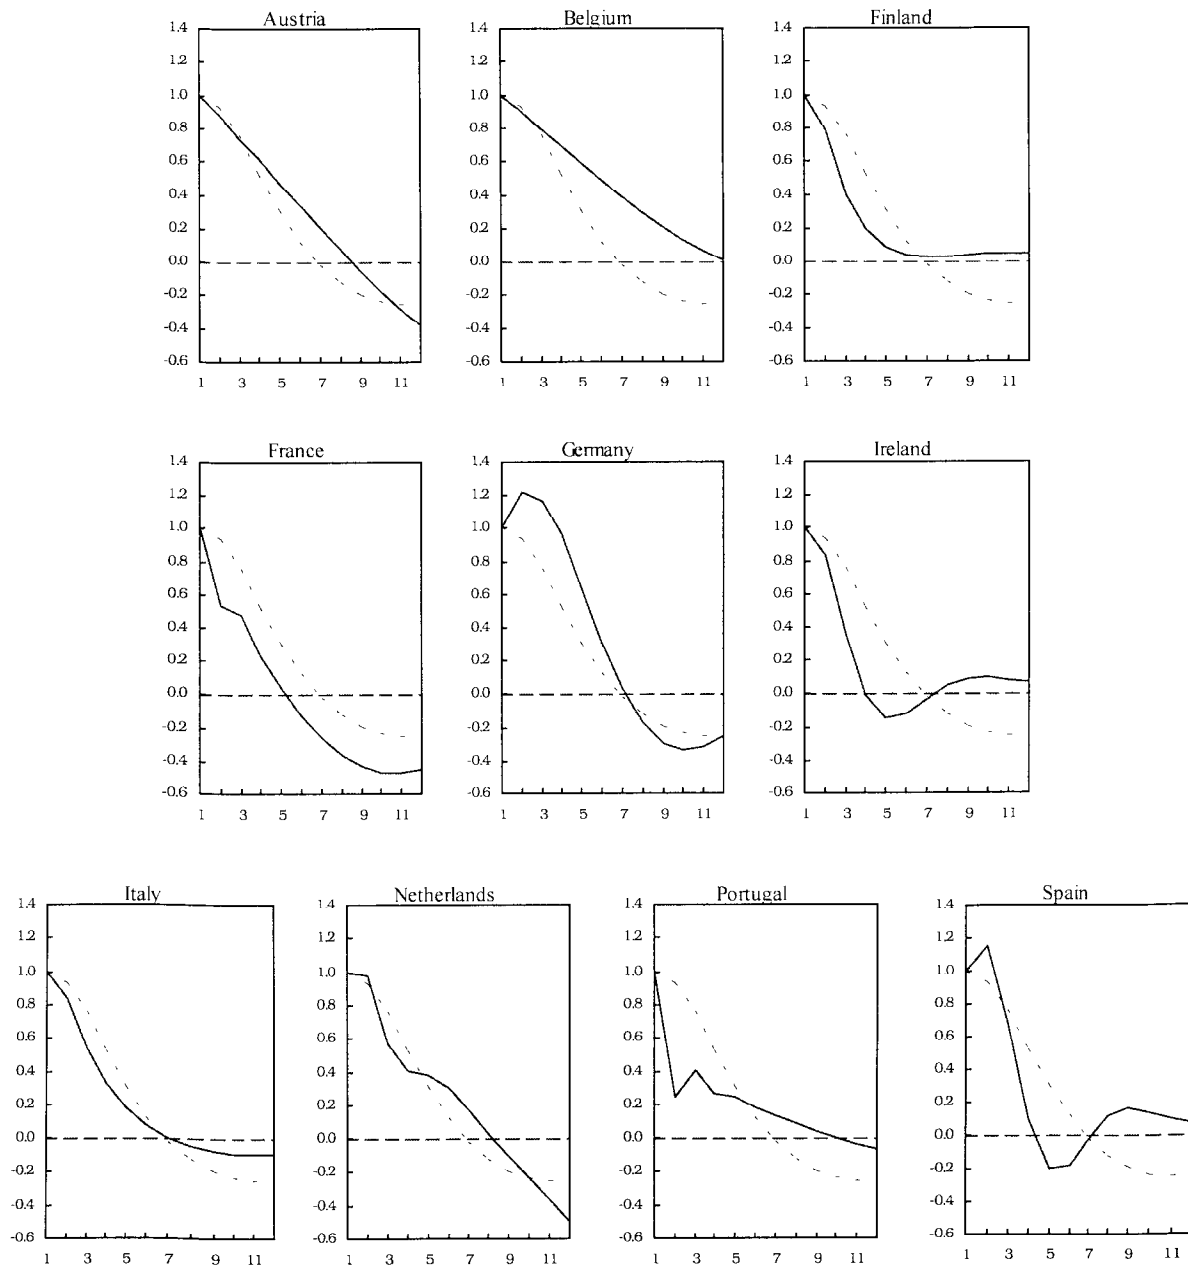 Austria Belgium Finland
1.4 1.4 1.4
1.2 1.2 1.2
1.0 1.0 1.0
0.8 0.8 0.8
0.6 0.6 0.6
0.4 0.4 0.4
0.2 0.2 0.2
0.0 0.0 0.0
-0.2 -0.2 -0.2
-0.4 -0.4 -0.4
-0.6 -0.6 -0.6
1 3 5 7 9 11 1 3 5 7 9 11 1 3 5 7 9 11
France Germany Ireland
1.4 1.4 1.4
1.2 1.2 1.2
1.0 1.0 1.0
0.8 0.8 0.8
0.6 0.6 0.6
0.4 0.4 0.4
0.2 0.2 0.2
0.0 0.0 0.0
-0.2 -0.2 -0.2
-0.4 -0.4 -0.4
-0.6 -0.6 -0.6
1 3 5 7 9 11 1 3 5 7 9 11 1 3 5 7 9 11
Italy Netherlands Portugal Spain
1.4 1.4 1.4 1.4
1.2 1.2 1.2 1.2
1.0 1.0 1.0 1.0
0.8 0.8 0.8 0.8
0.6 0.6 0.6 0.6
0.4 0.4 0.4 0.4
0.2 0.2 0.2 0.2
0.0 0.0 0.0 0.0
-0.2 -0.2 -0.2 -0.2
-0.4 -0.4 -0.4 -0.4
-0.6 -0.6 -0.6 -0.6
1 3 5 7 9 11 1 3 5 7 9 11 1 3 5 7 9 11 1 3 5 7 9 11